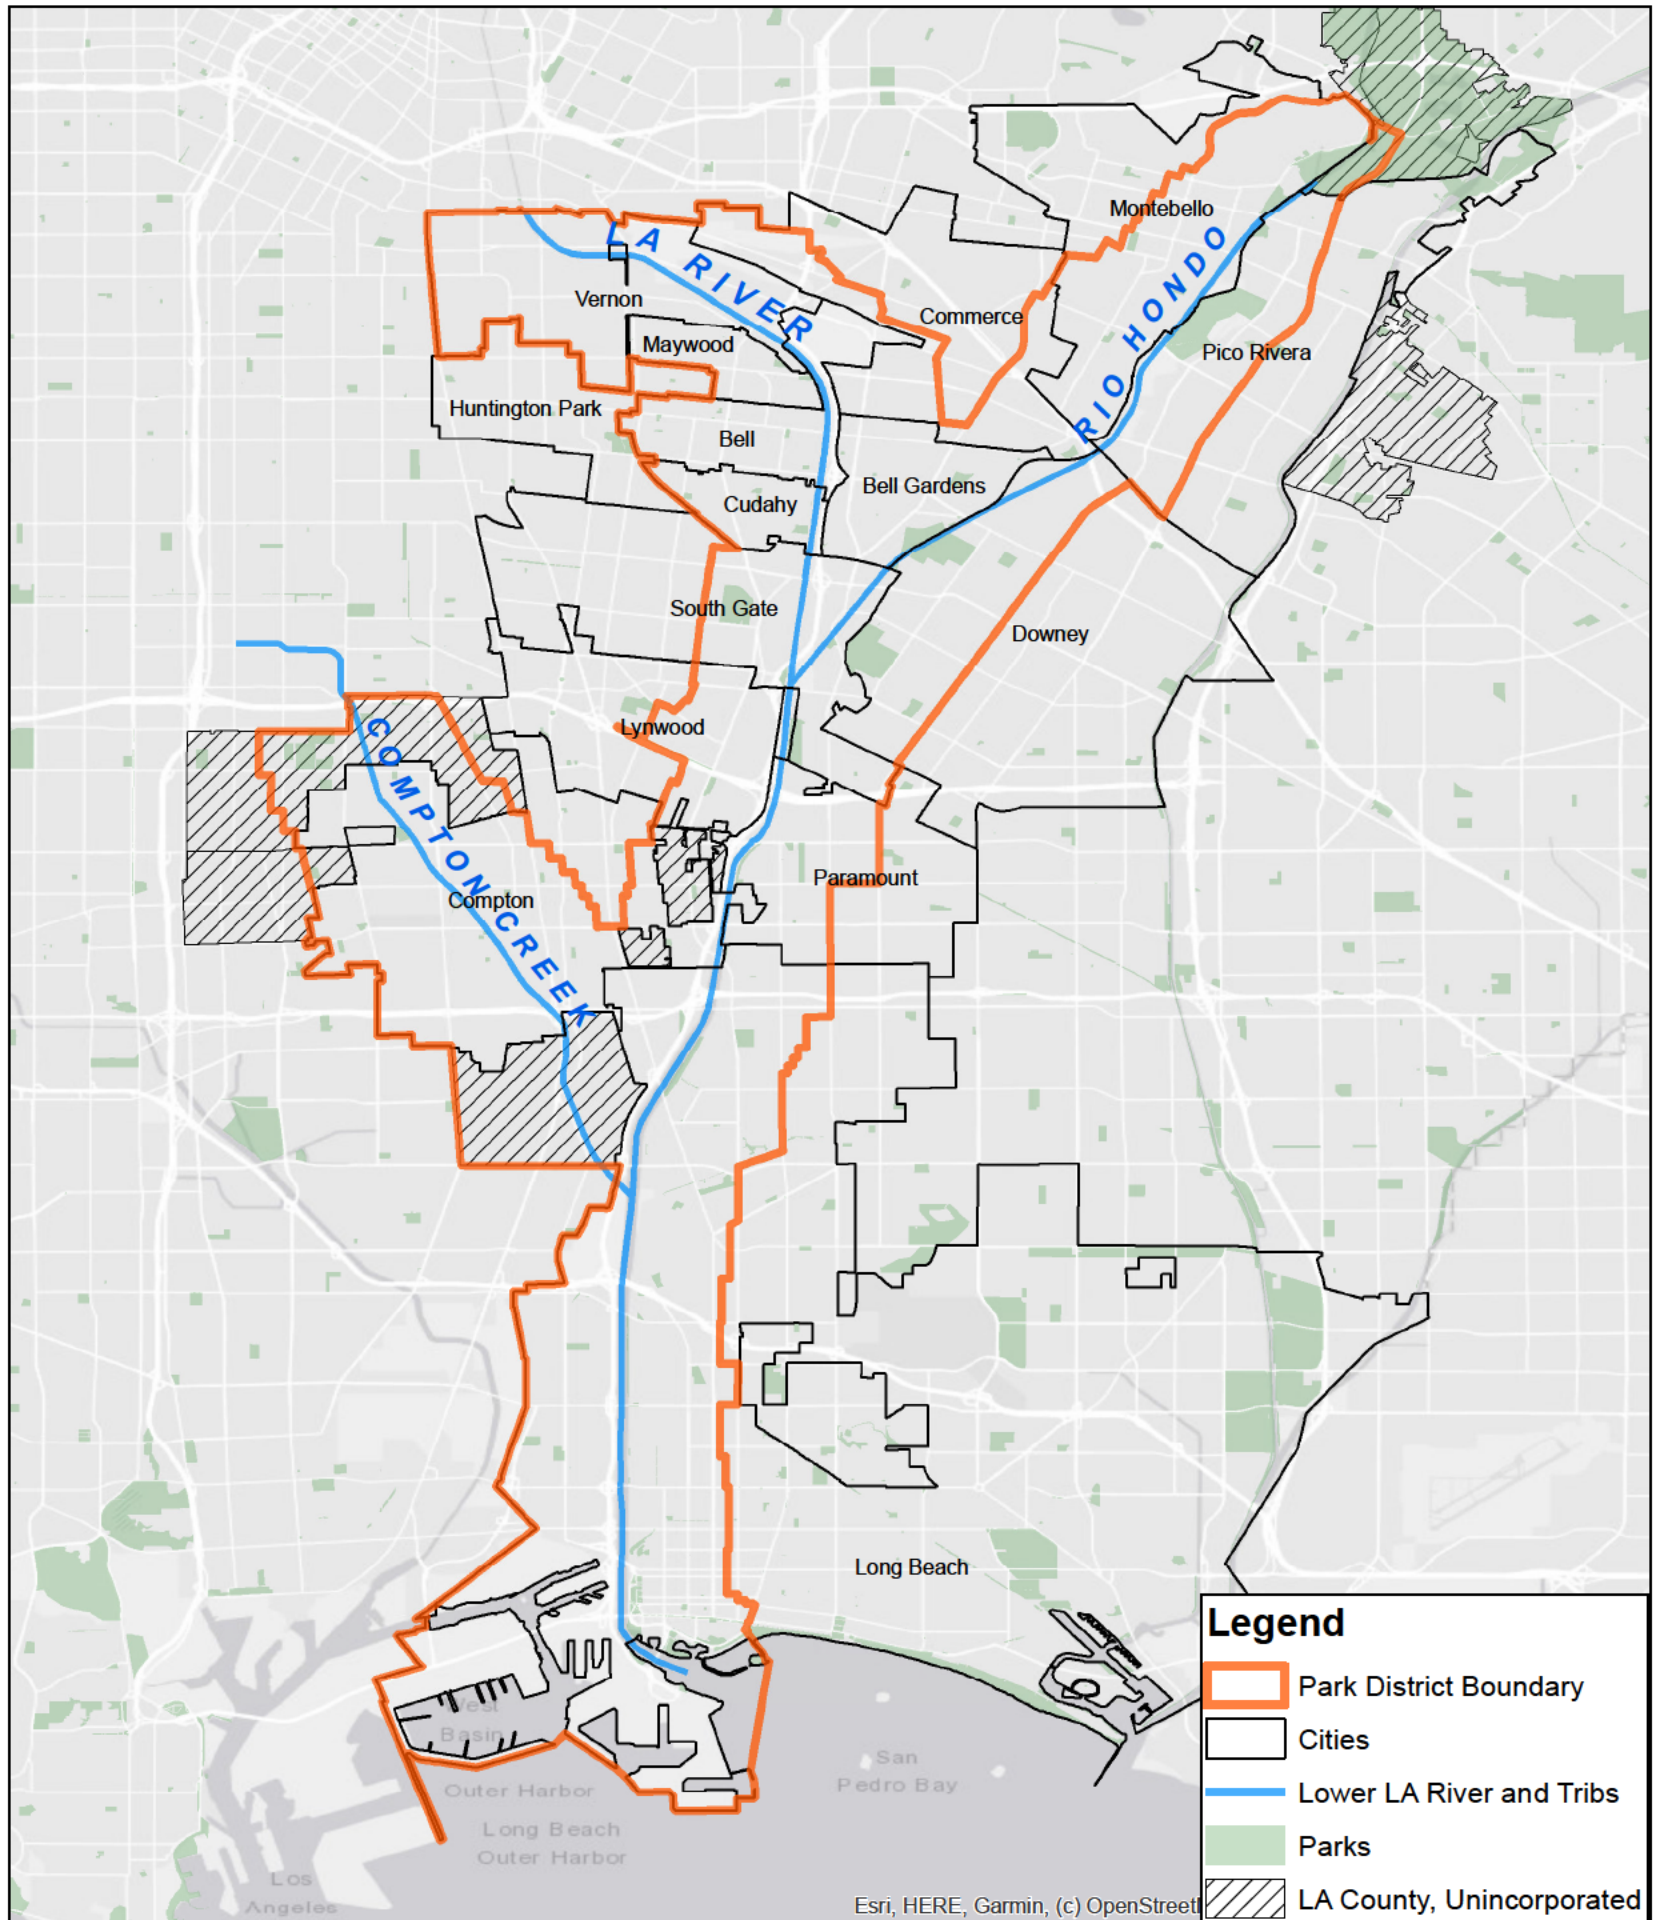 Montebello
LA RIVER
RIO HONDO
Vernon
Commerce
Maywood
Pico Rivera
Huntington Park
Bell
Bell Gardens
Cudahy
South Gate
Downey
Lynwood
COMPTON CREEK
Paramount
Compton
Long Beach
West
Basin
San
Pedro Bay
Outer Harbor
Long Beach
Outer Harbor
Los
Angeles
Legend
Park District Boundary
Cities
Lower LA River and Tribs
Parks
LA County, Unincorporated
Esri, HERE, Garmin, (c) OpenStreet